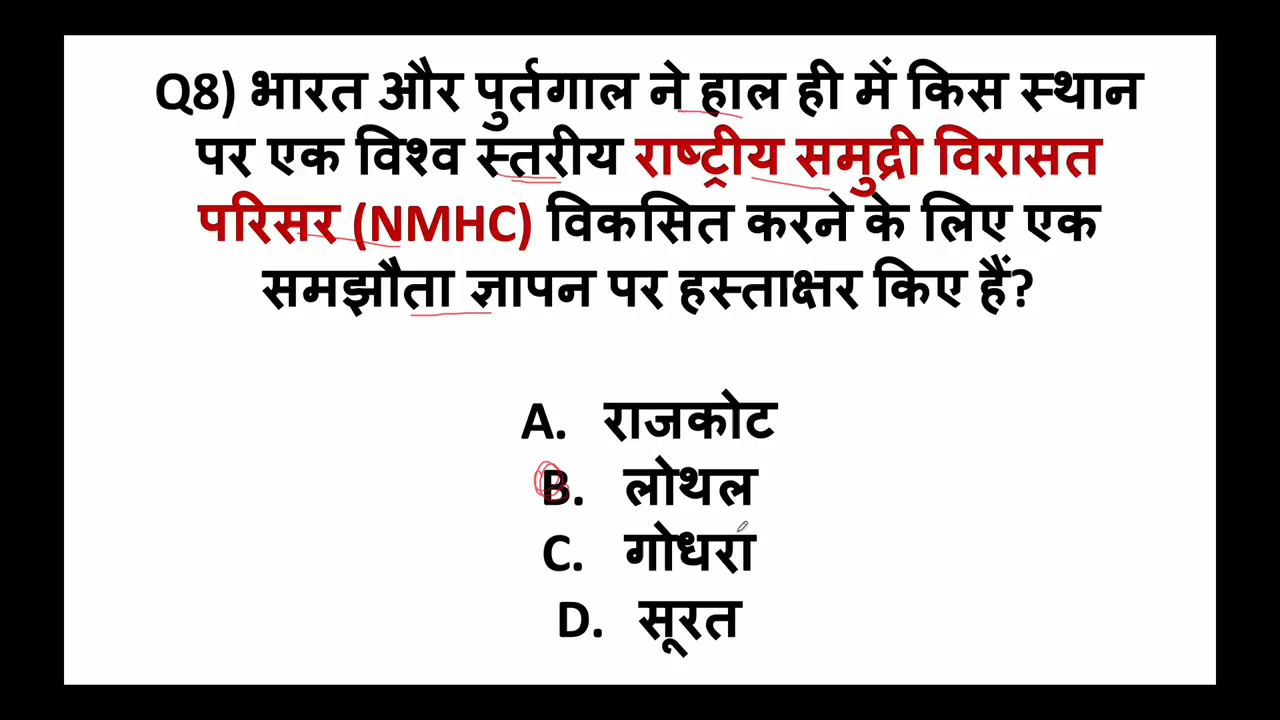 Q8) भारत और पुर्तगाल ने हाल ही में किस स्थान
पर एक विश्व स्तरीय राष्ट्रीय समुद्री विरासत
परिसर (NMHC) विकसित करने के लिए एक
समझौता ज्ञापन पर हस्ताक्षर किए हैं?
A. राजकोट
B. लोथल
C. गोधरा
D. सूरत